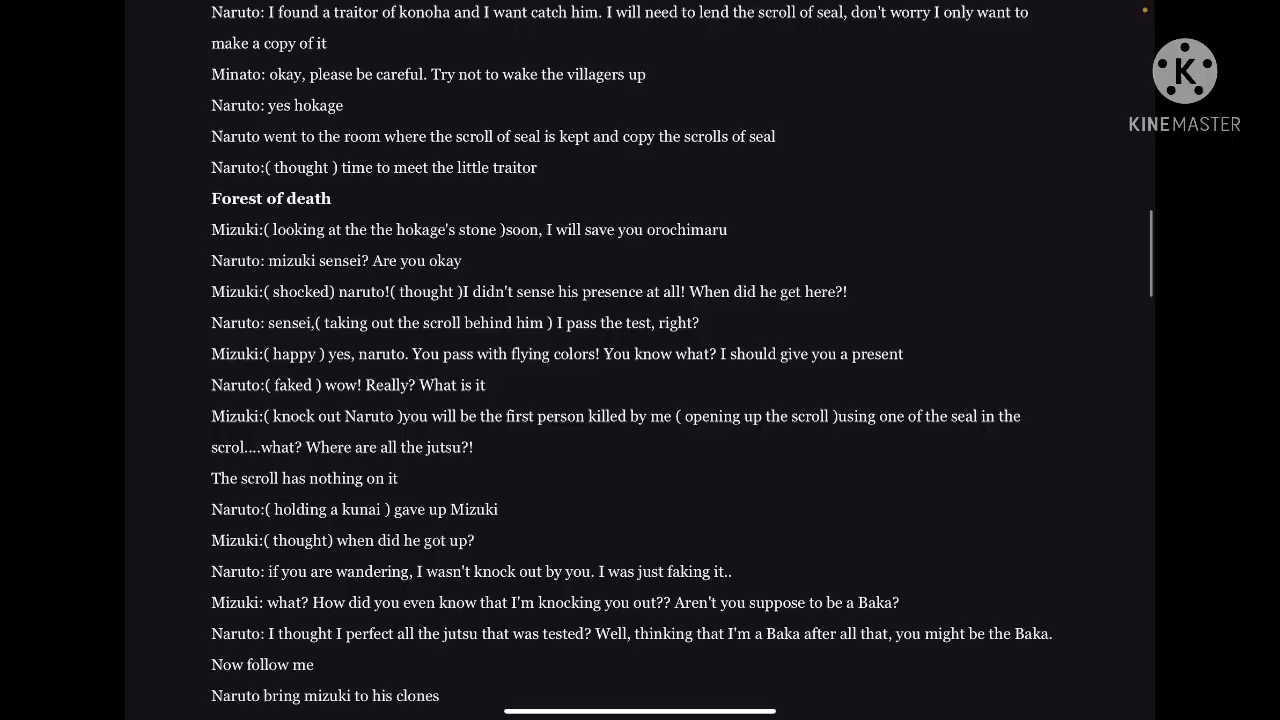 Naruto: I found a traitor of konoha and I want catch him. I will need to lend the scroll of seal, don't worry I only want to
make a copy of it
Minato: okay, please be careful. Try not to wake the villagers up
Naruto: yes hokage
Naruto went to the room where the scroll of seal is kept and copy the scrolls of seal
Naruto:( thought ) time to meet the little traitor
Forest of death
Mizuki:( looking at the the hokage's stone )soon, I will save you orochimaru
Naruto: mizuki sensei? Are you okay
Mizuki:( shocked) naruto!( thought )I didn't sense his presence at all! When did he get here?!
Naruto: sensei,( taking out the scroll behind him ) I pass the test, right?
Mizuki:( happy ) yes, naruto. You pass with flying colors! You know what? I should give you a present
Naruto:( faked ) wow! Really? What is it
Mizuki:( knock out Naruto )you will be the first person killed by me ( opening up the scroll )using one of the seal in the
scrol....what? Where are all the jutsu?!
The scroll has nothing on it
Naruto:( holding a kunai ) gave up Mizuki
Mizuki:( thought) when did he got up?
Naruto: if you are wandering, I wasn't knock out by you. I was just faking it..
Mizuki: what? How did you even know that I'm knocking you out?? Aren't you suppose to be a Baka?
Naruto: I thought I perfect all the jutsu that was tested? Well, thinking that I'm a Baka after all that, you might be the Baka.
Now follow me
Naruto bring mizuki to his clones
K
KINEMASTER